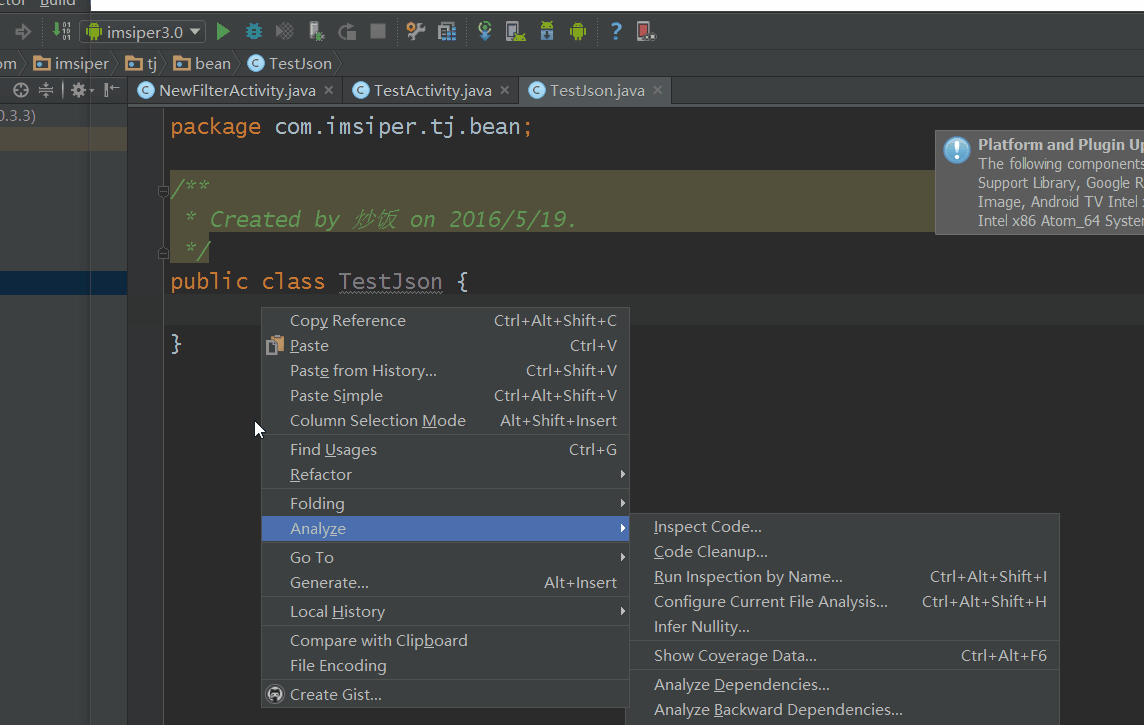 Build
imsiper3.0
imsiper
tj
bean
TestJson
NewFilterActivity.java
TestActivity.java
TestJson.java
0.3.3)
package com.imsiper.tj.bean;
/**
* Created by 炒饭 on 2016/5/19.
*/
public class TestJson {
}
Platform and Plugin Up
The following components
Support Library, Google R
Image, Android TV Intel
Intel x86 Atom_64 Syste
Copy Reference Ctrl+Alt+Shift+C
Paste Ctrl+V
Paste from History... Ctrl+Shift+V
Paste Simple Ctrl+Alt+Shift+V
Column Selection Mode Alt+Shift+Insert
Find Usages Ctrl+G
Refactor
Folding
Analyze
Go To
Generate... Alt+Insert
Local History
Compare with Clipboard
File Encoding
Create Gist...
Inspect Code...
Code Cleanup...
Run Inspection by Name... Ctrl+Alt+Shift+I
Configure Current File Analysis... Ctrl+Alt+Shift+H
Infer Nullity...
Show Coverage Data... Ctrl+Alt+F6
Analyze Dependencies...
Analyze Backward Dependencies...